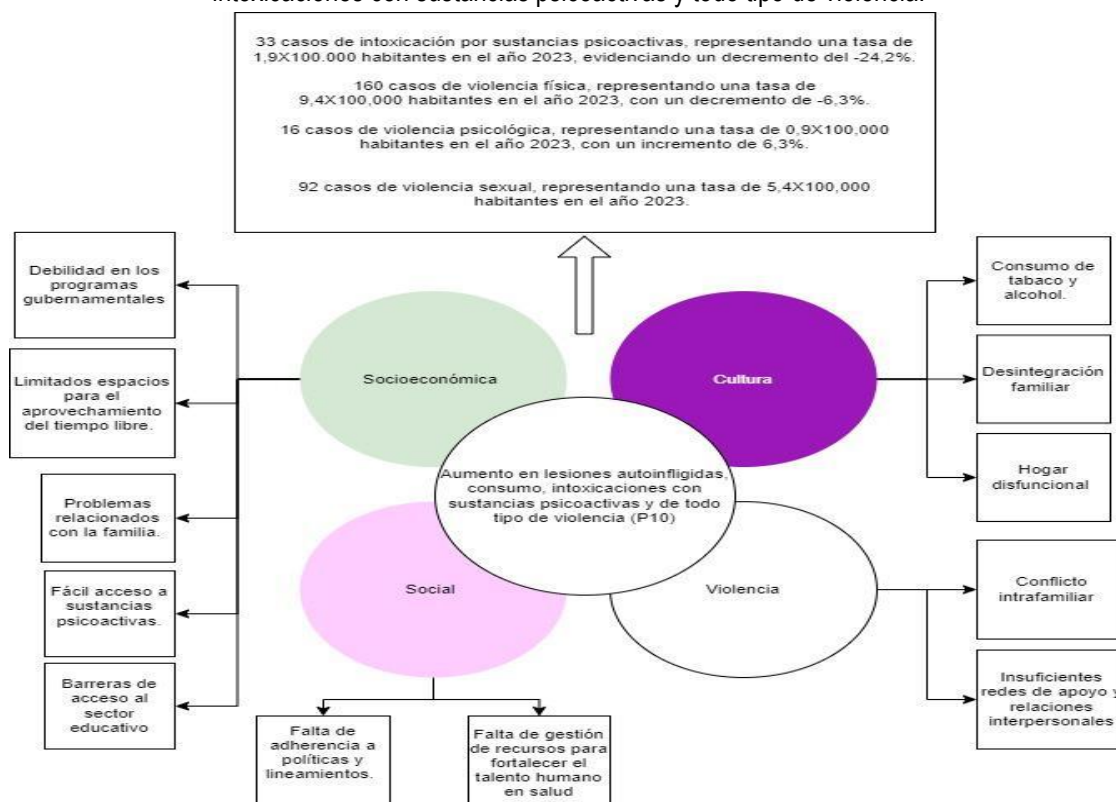 intoxicaciones con sustancias psicoactivas y todo tipo de violencia.
33 casos de intoxicación por sustancias psicoactivas, representando una tasa de
1,9X100.000 habitantes en el año 2023, evidenciando un decremento del -24,2%.
160 casos de violencia física, representando una tasa de
9,4X100,000 habitantes en el año 2023, con un decremento de -6,3%.
16 casos de violencia psicológica, representando una tasa de 0,9X100,000
habitantes en el año 2023, con un incremento de 6,3%.
92 casos de violencia sexual, representando una tasa de 5,4X100,000
habitantes en el año 2023.
Debilidad en los
programas
gubernamentales
Limitados espacios
para el
aprovechamiento
del tiempo libre.
Problemas
relacionados
con la familia.
Fácil acceso a
sustancias
psicoactivas.
Barreras de
acceso al
sector
educativo
Socioeconómica
Cultura
Aumento en lesiones autoinfligidas,
consumo, intoxicaciones con
sustancias psicoactivas y de todo
tipo de violencia (P10)
Social
Violencia
Consumo de
tabaco y
alcohol.
Desintegración
familiar
Hogar
disfuncional
Conflicto
intrafamiliar
Insuficientes
redes de apoyo y
relaciones
interpersonales
Falta de
adherencia a
políticas y
lineamientos.
Falta de gestión
de recursos para
fortalecer el
talento humano
en salud